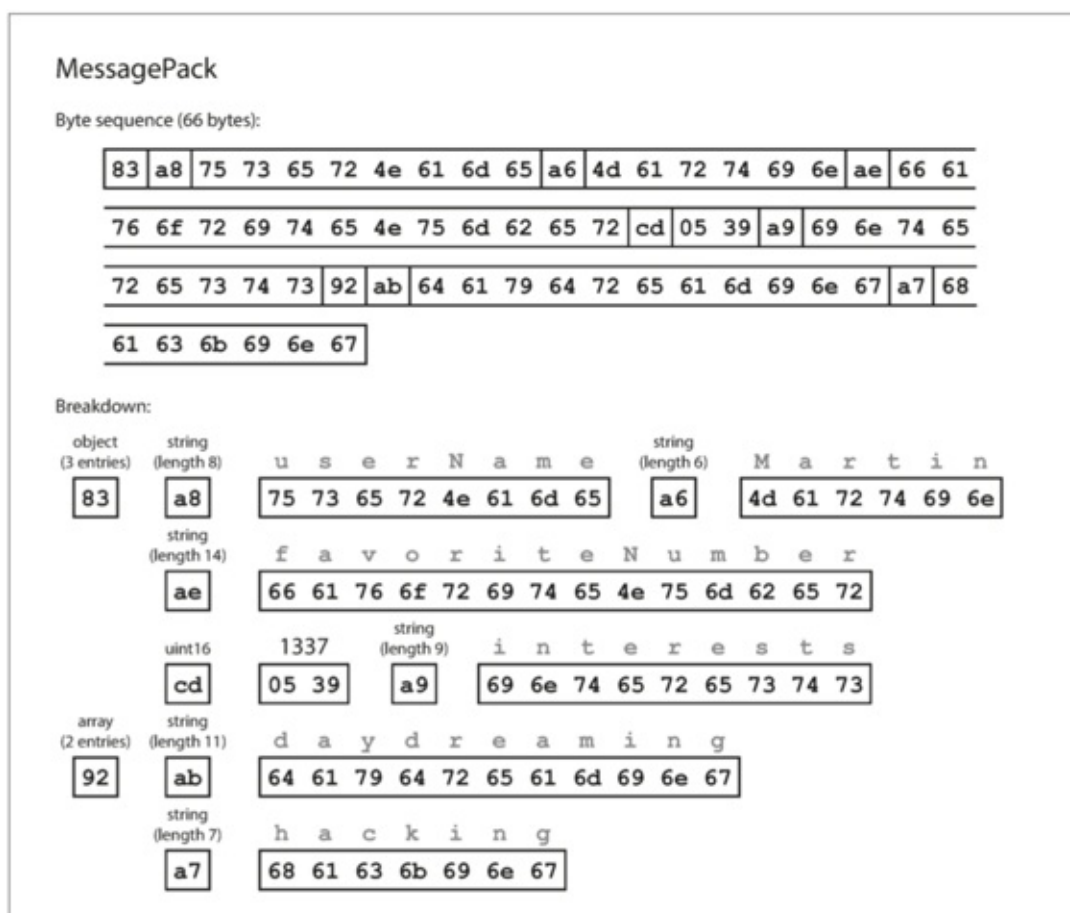 MessagePack
Byte sequence (66 bytes):
83 a8 75 73 65 72 4e 61 6d 65 a6 4d 61 72 74 69 6e ae 66 61
76 6f 72 69 74 65 4e 75 6d 62 65 72 cd 05 39 a9 69 6e 74 65
72 65 73 74 73 92 ab 64 61 79 64 72 65 61 6d 69 6e 67 a7 68
61 63 6b 69 6e 67
Breakdown:
object string string
(3 entries) (length 8) u s e r N a m e (length 6) M a r t i n
83 a8 75 73 65 72 4e 61 6d 65 a6 4d 61 72 74 69 6e
string
(length 14) f a v o r i t e N u m b e r
ae 66 61 76 6f 72 69 74 65 4e 75 6d 62 65 72
string
uint16 1337 (length 9) i n t e r e s t s
cd 05 39 a9 69 6e 74 65 72 65 73 74 73
array string
(2 entries) (length 11) d a y d r e a m i n g
92 ab 64 61 79 64 72 65 61 6d 69 6e 67
string
(length 7) h a c k i n g
a7 68 61 63 6b 69 6e 67